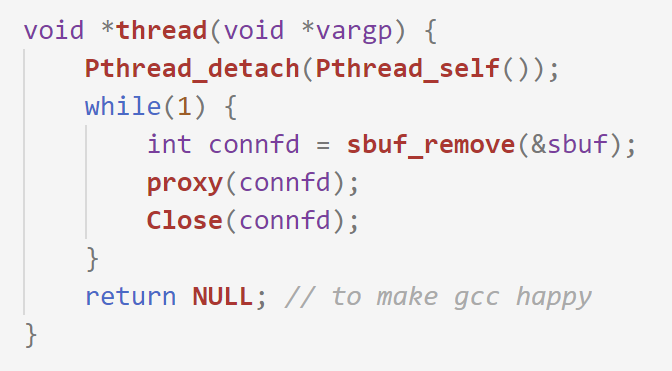 void *thread(void *vargp) {
    Pthread_detach(Pthread_self());
    while(1) {
        int connfd = sbuf_remove(&sbuf);
        proxy(connfd);
        Close(connfd);
    }
    return NULL; // to make gcc happy
}